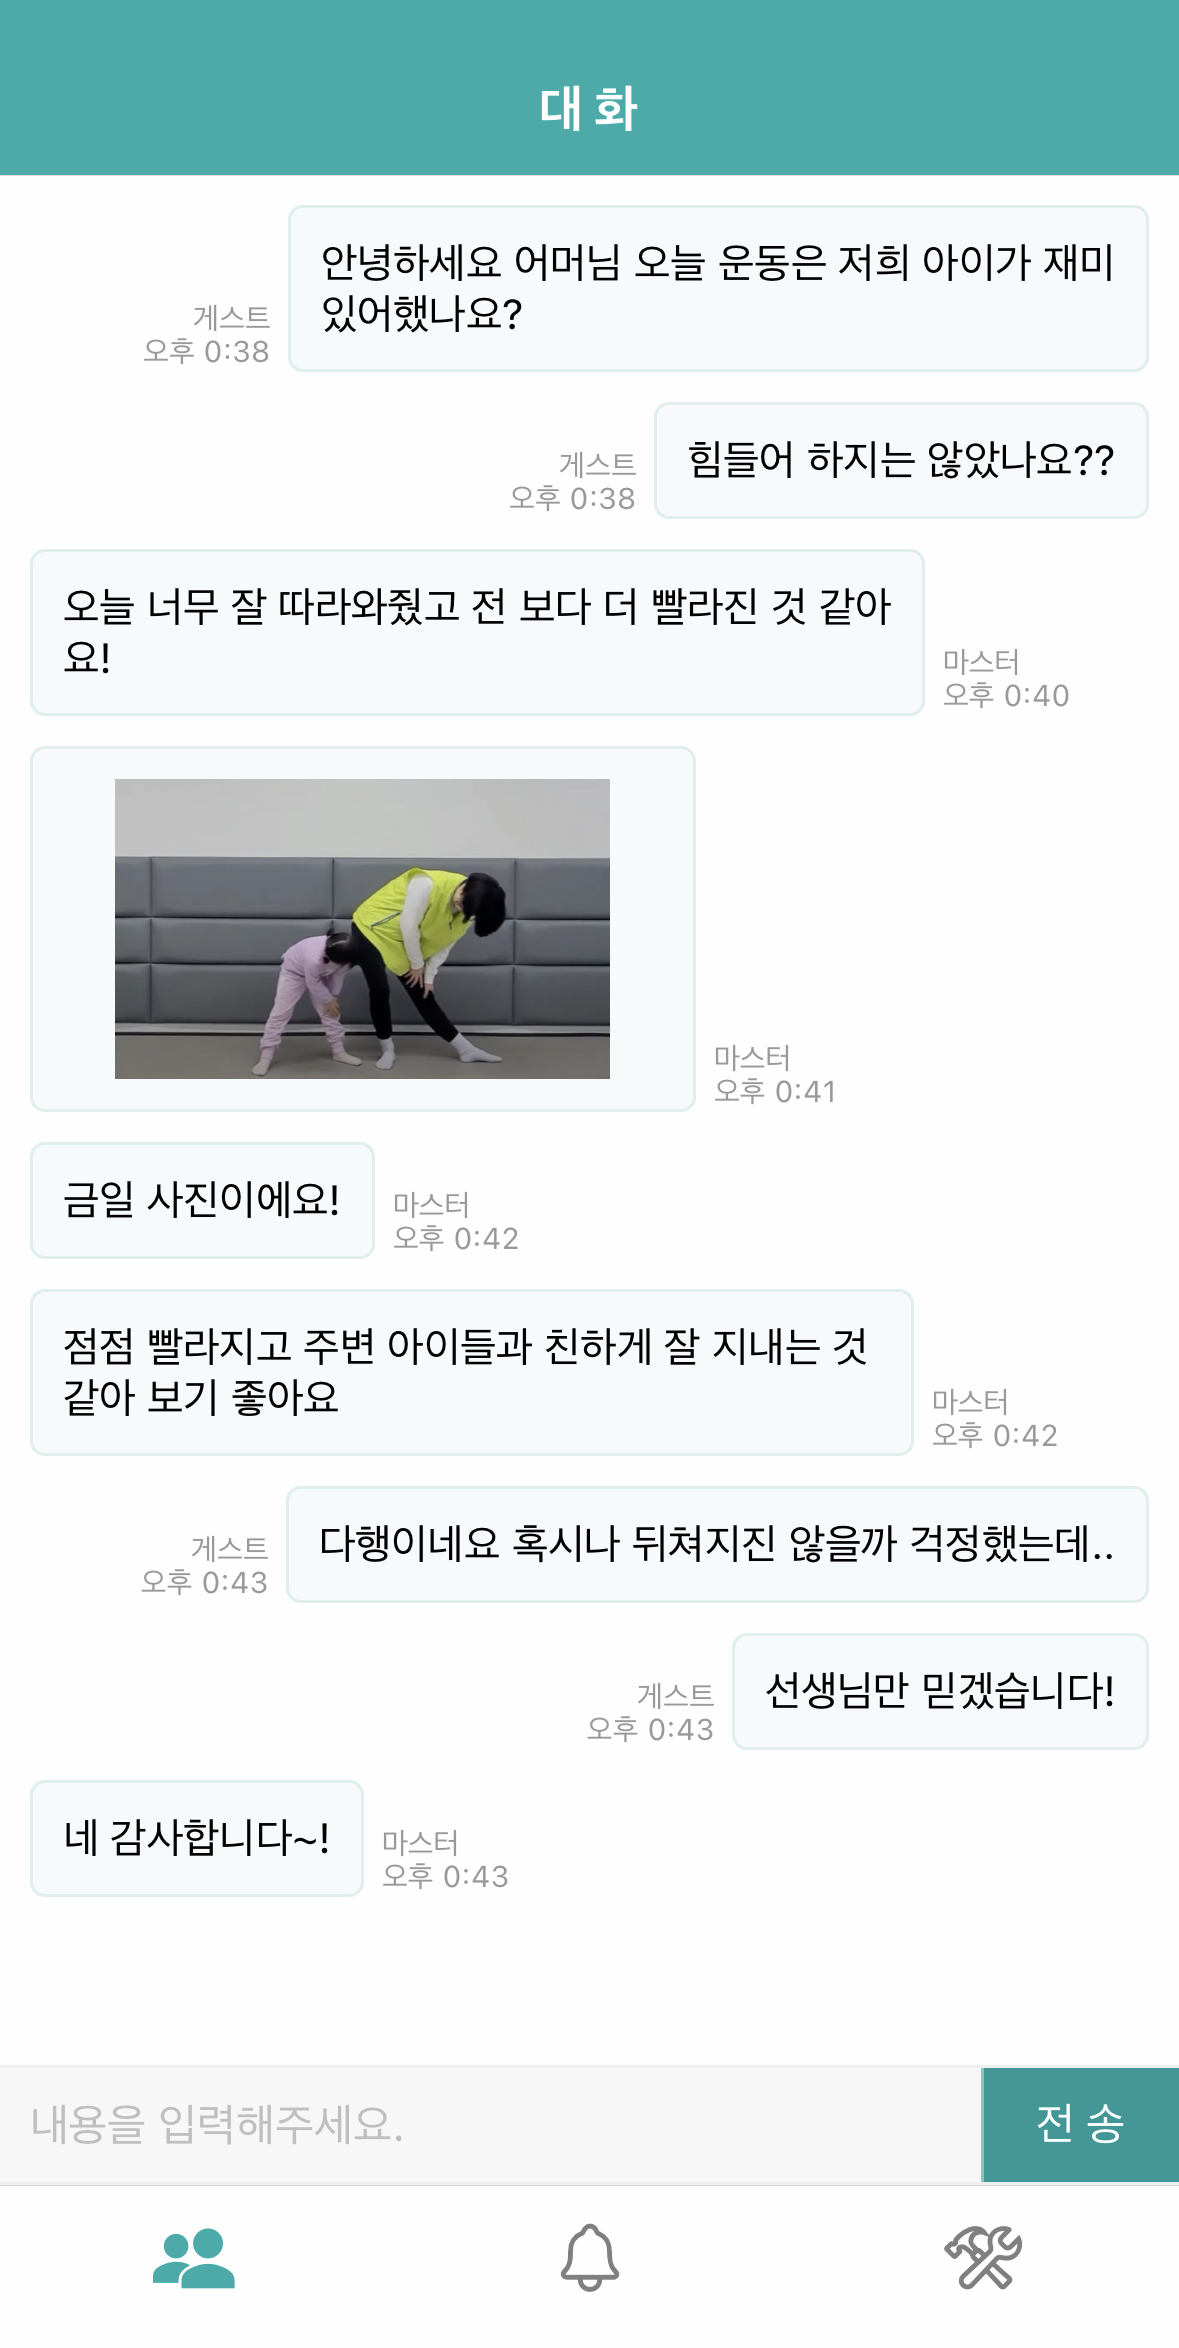 대 화
안녕하세요 어머님 오늘 운동은 저희 아이가 재미
있어했나요?
게스트
오후 0:38
힘들어 하지는 않았나요??
게스트
오후 0:38
오늘 너무 잘 따라와줬고 전 보다 더 빨라진 것 같아
요!
마스터
오후 0:40
마스터
오후 0:41
금일 사진이에요!
마스터
오후 0:42
점점 빨라지고 주변 아이들과 친하게 잘 지내는 것
같아 보기 좋아요
마스터
오후 0:42
다행이네요 혹시나 뒤쳐지진 않을까 걱정했는데..
게스트
오후 0:43
선생님만 믿겠습니다!
게스트
오후 0:43
네 감사합니다~!
마스터
오후 0:43
내용을 입력해주세요.
전 송